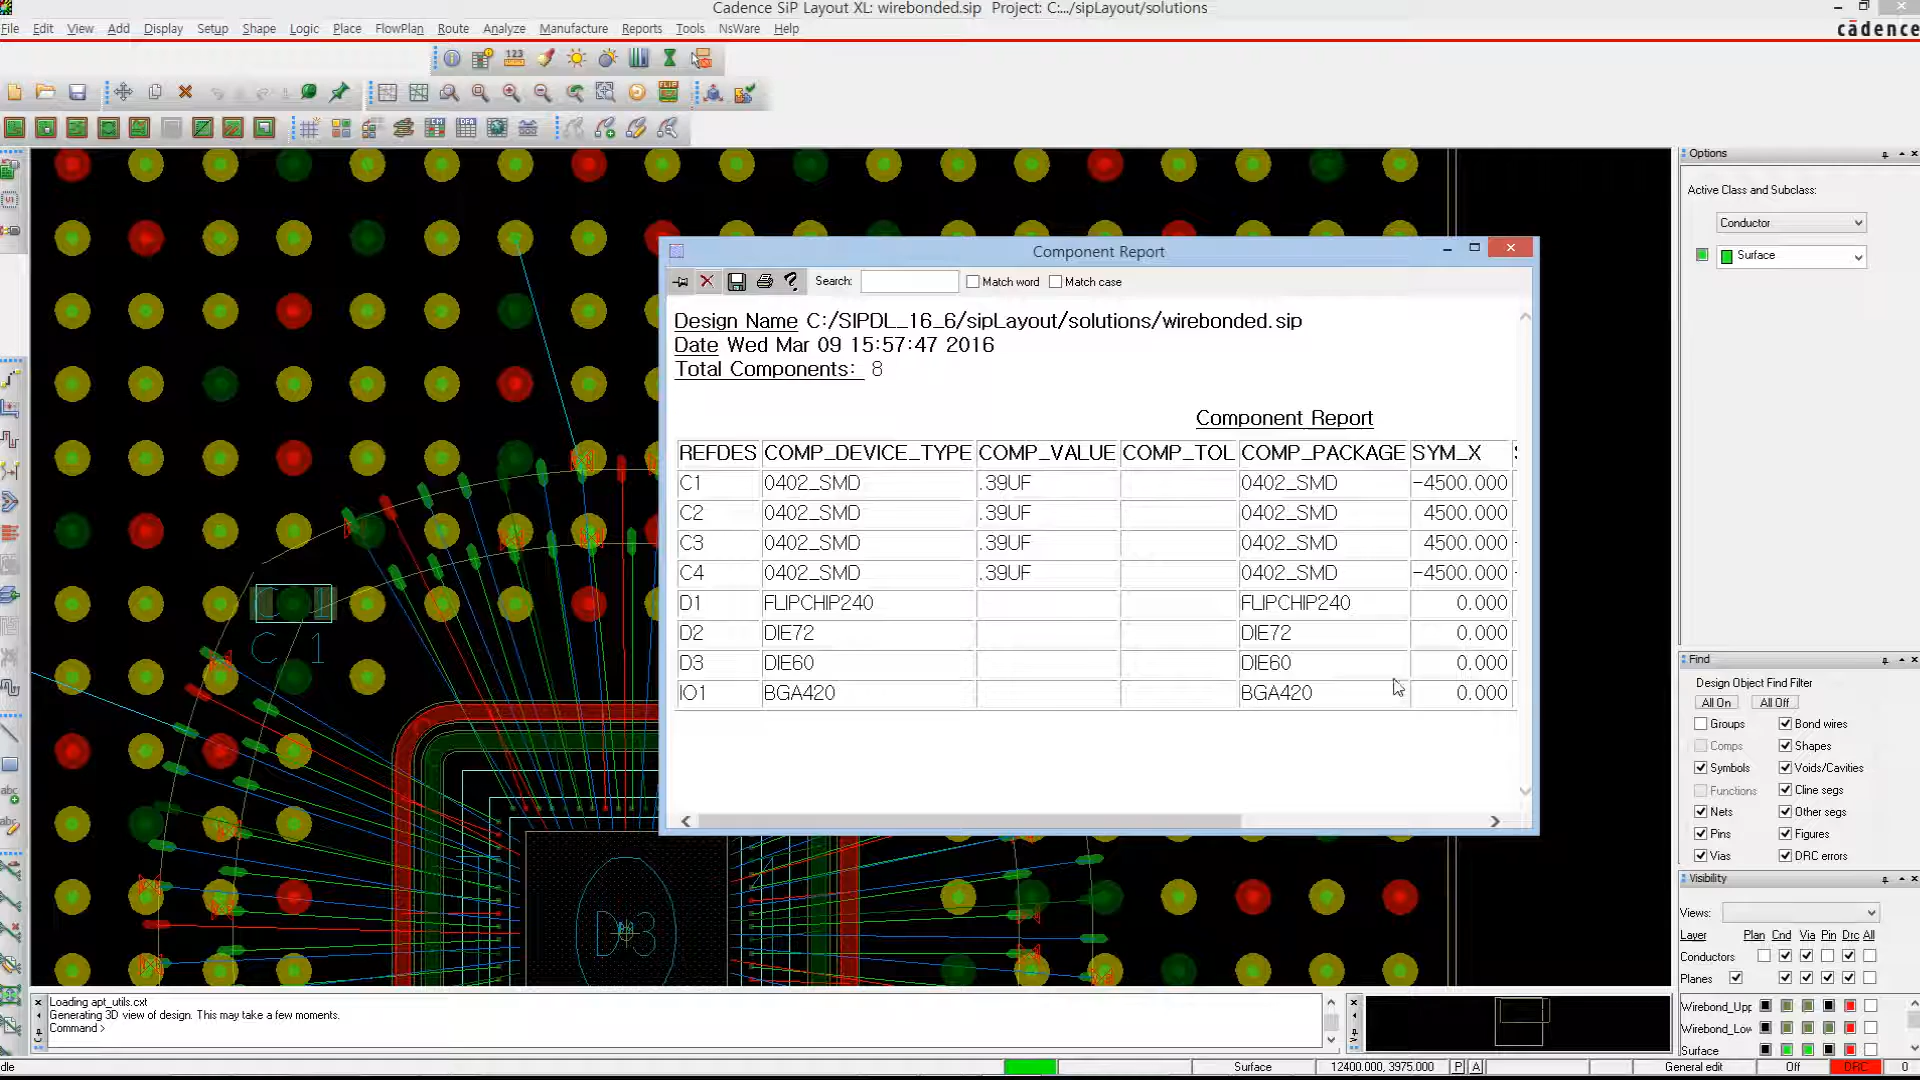 Cadence SiP Layout XL: wirebonded.sip Project: C:.../sipLayout/solutions
File Edit View Add Display Setup Shape Logic Place FlowPlan Route Analyze Manufacture Reports Tools NsWare Help
cādence
Options
Active Class and Subclass:
Conductor
Surface
Component Report
Search:
Match word
Match case
Design Name C:/SIPDL_16_6/sipLayout/solutions/wirebonded.sip
Date Wed Mar 09 15:57:47 2016
Total Components: 8
Component Report
REFDES COMP_DEVICE_TYPE COMP_VALUE COMP_TOL COMP_PACKAGE SYM_X
C1 0402_SMD .39UF 0402_SMD -4500.000
C2 0402_SMD .39UF 0402_SMD 4500.000
C3 0402_SMD .39UF 0402_SMD 4500.000
C4 0402_SMD .39UF 0402_SMD -4500.000
D1 FLIPCHIP240 FLIPCHIP240 0.000
D2 DIE72 DIE72 0.000
D3 DIE60 DIE60 0.000
IO1 BGA420 BGA420 0.000
C 1
D3
Find
Design Object Find Filter
All On All Off
Groups Bond wires
Comps Shapes
Symbols Voids/Cavities
Functions Cline segs
Nets Other segs
Pins Figures
Vias DRC errors
Visibility
Views:
Layer Plan Cnd Via Pin Drc All
Conductors
Planes
Wirebond_Upp
Wirebond_Low
Surface
Loading apt_utils.cxt
Generating 3D view of design. This may take a few moments.
Command >
dle
Surface
12400.000, 3975.000
P A
General edit
Off
DRC
0